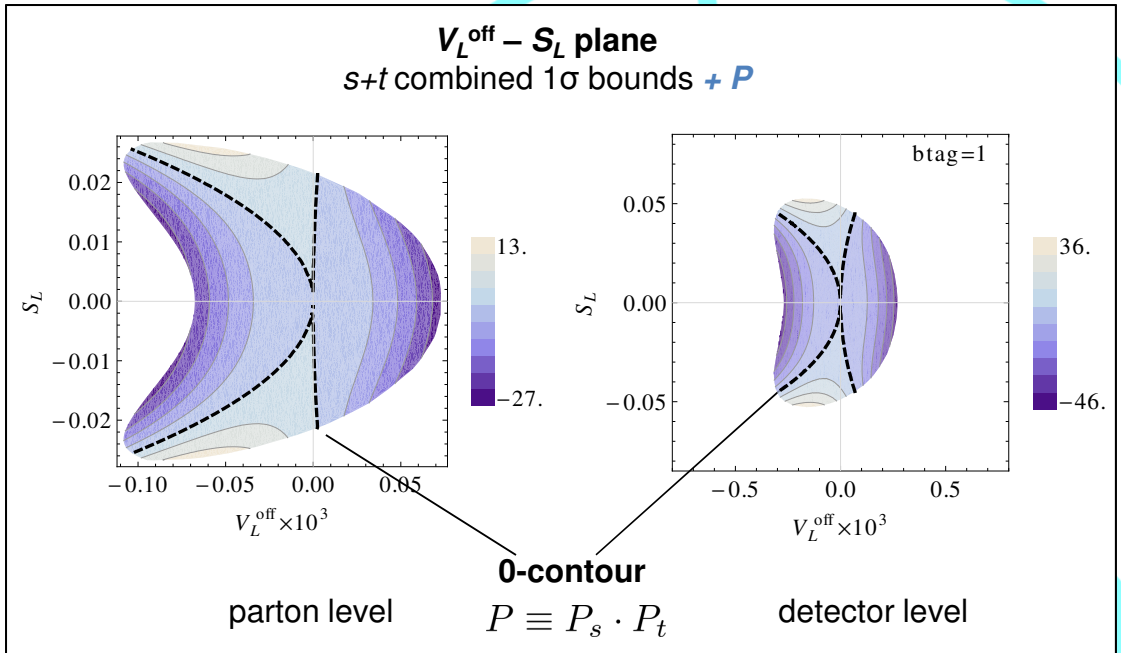 V_L^off – S_L plane
s+t combined 1σ bounds + P
0.02
0.01
0.00
−0.01
−0.02
S_L
−0.10
−0.05
0.00
0.05
V_L^off ×10^3
13.
−27.
btag=1
0.05
0.00
−0.05
S_L
−0.5
0.0
0.5
V_L^off ×10^3
36.
−46.
0-contour
parton level
P ≡ P_s · P_t
detector level